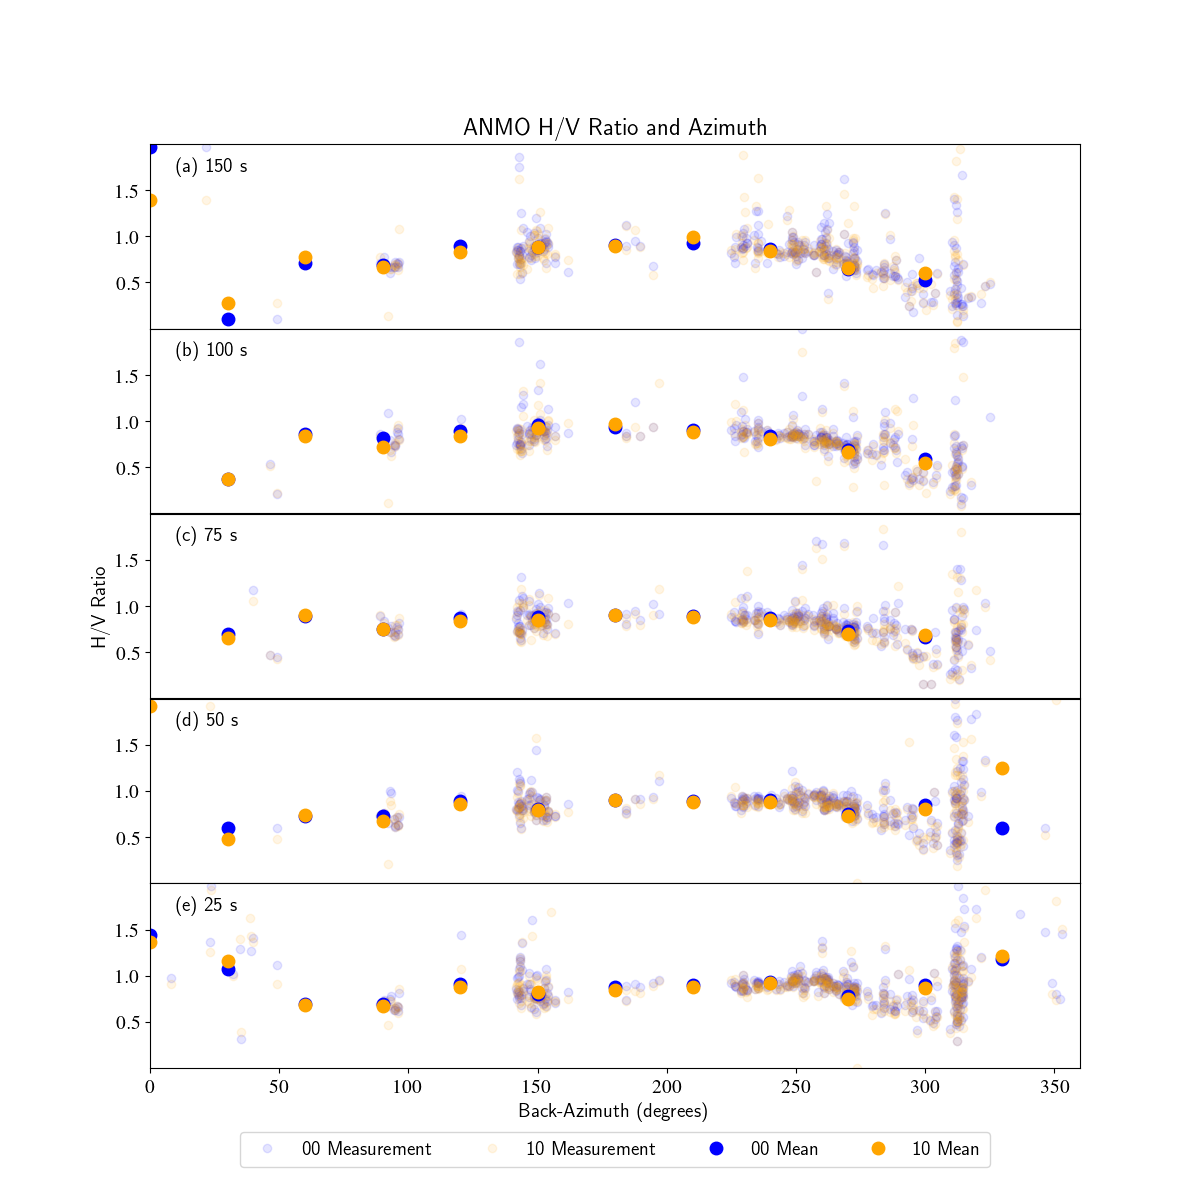 ANMO H/V Ratio and Azimuth
(a) 150 s
1.5
1.0
0.5
(b) 100 s
1.5
1.0
0.5
(c) 75 s
1.5
1.0
0.5
H/V Ratio
(d) 50 s
1.5
1.0
0.5
(e) 25 s
1.5
1.0
0.5
0 50 100 150 200 250 300 350
Back-Azimuth (degrees)
00 Measurement 10 Measurement 00 Mean 10 Mean